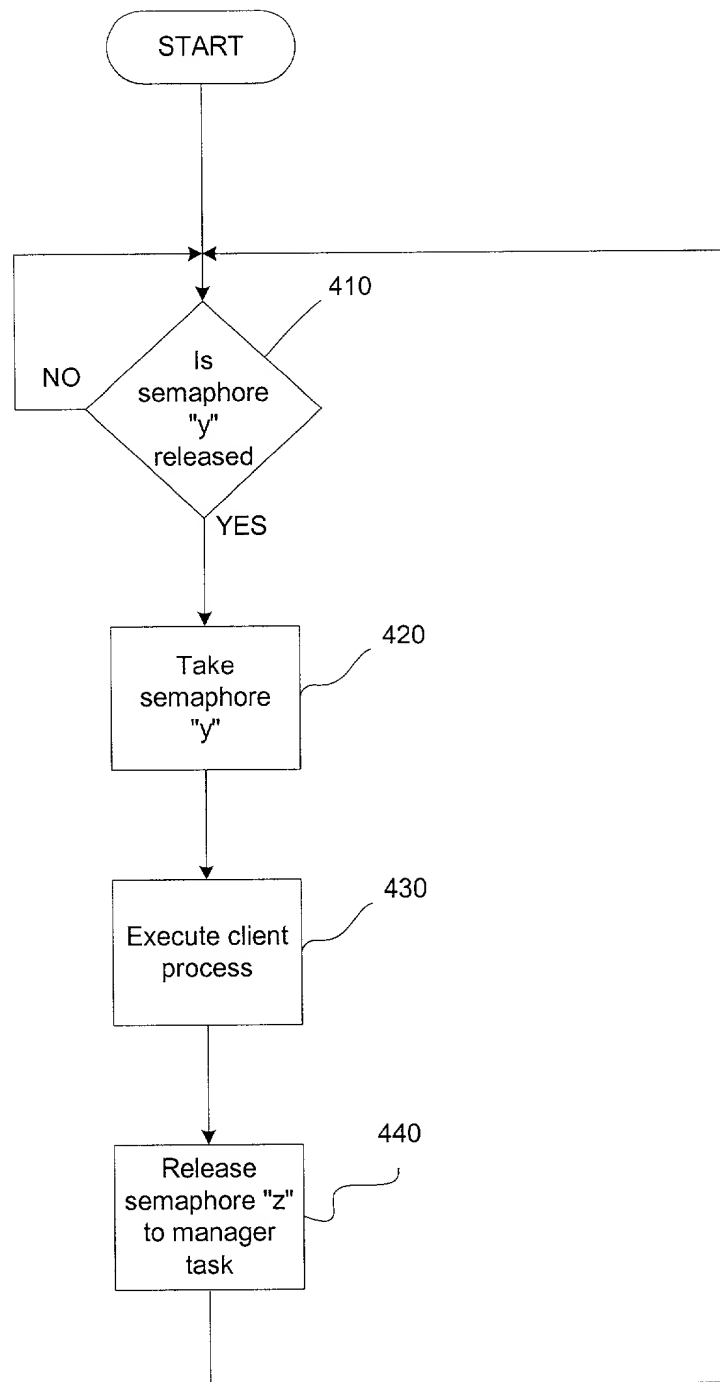 START
410
Is
semaphore
"y"
released
NO
YES
420
Take
semaphore
"y"
430
Execute client
process
440
Release
semaphore "z"
to manager
task